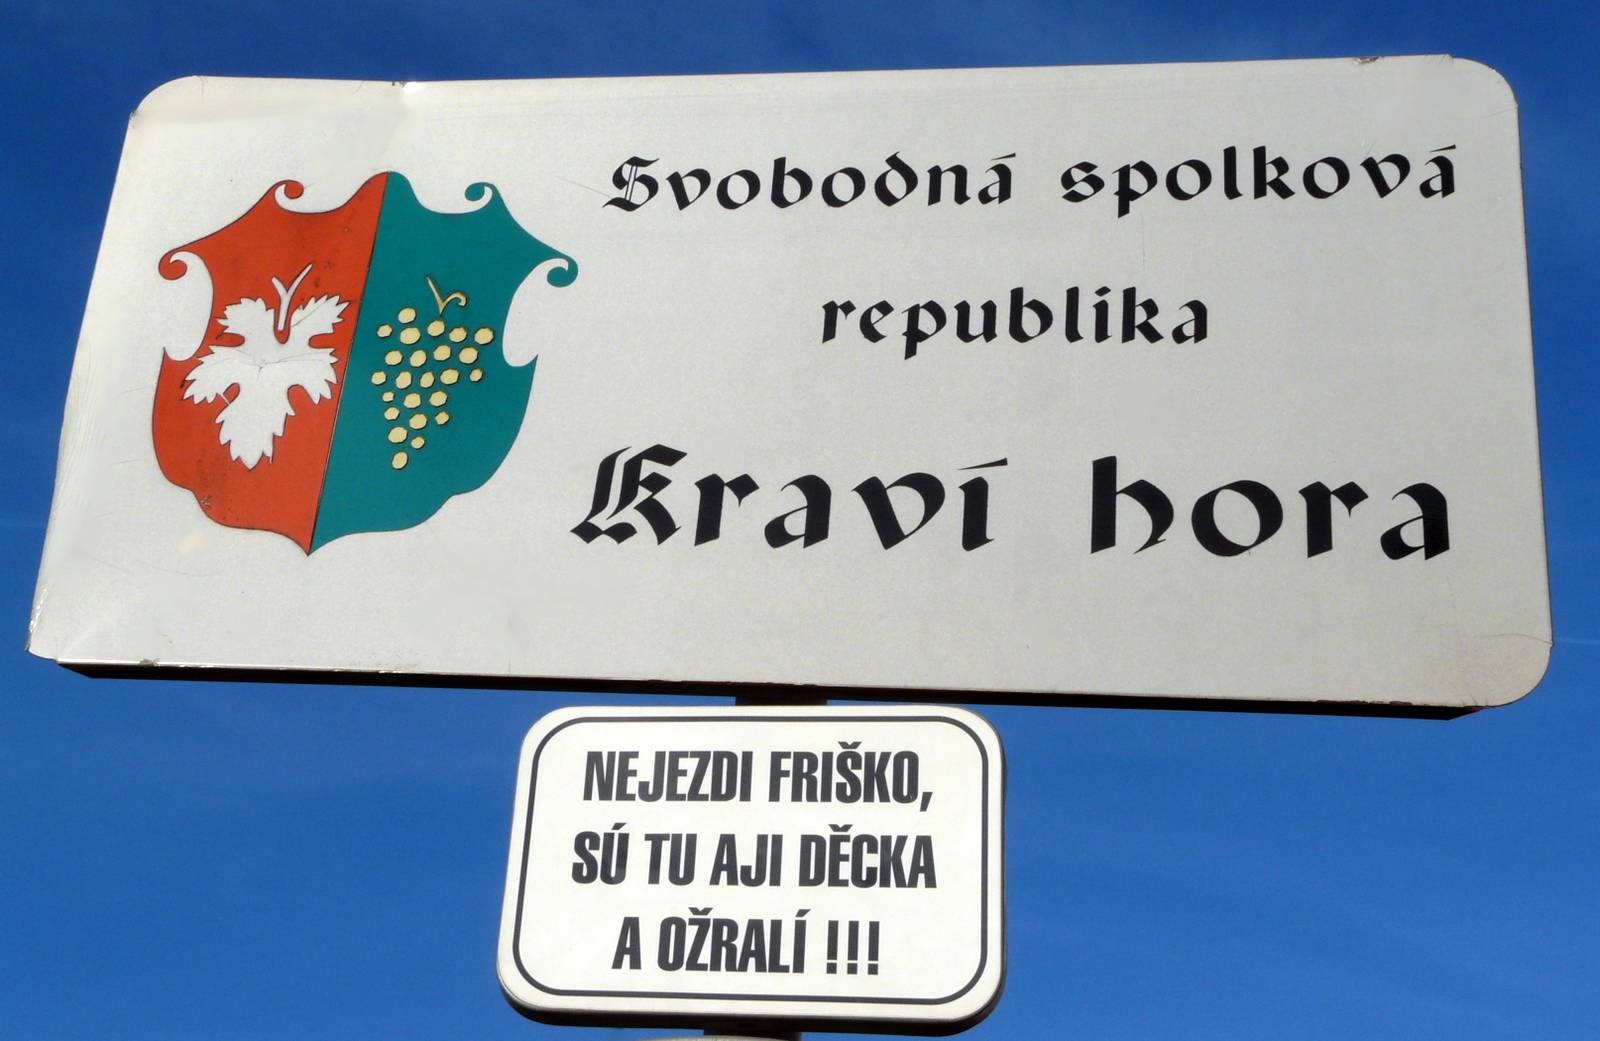 Svobodná spolková
republika
Kraví hora
NEJEZDI FRIŠKO,
SÚ TU AJI DĚCKA
A OŽRALÍ !!!